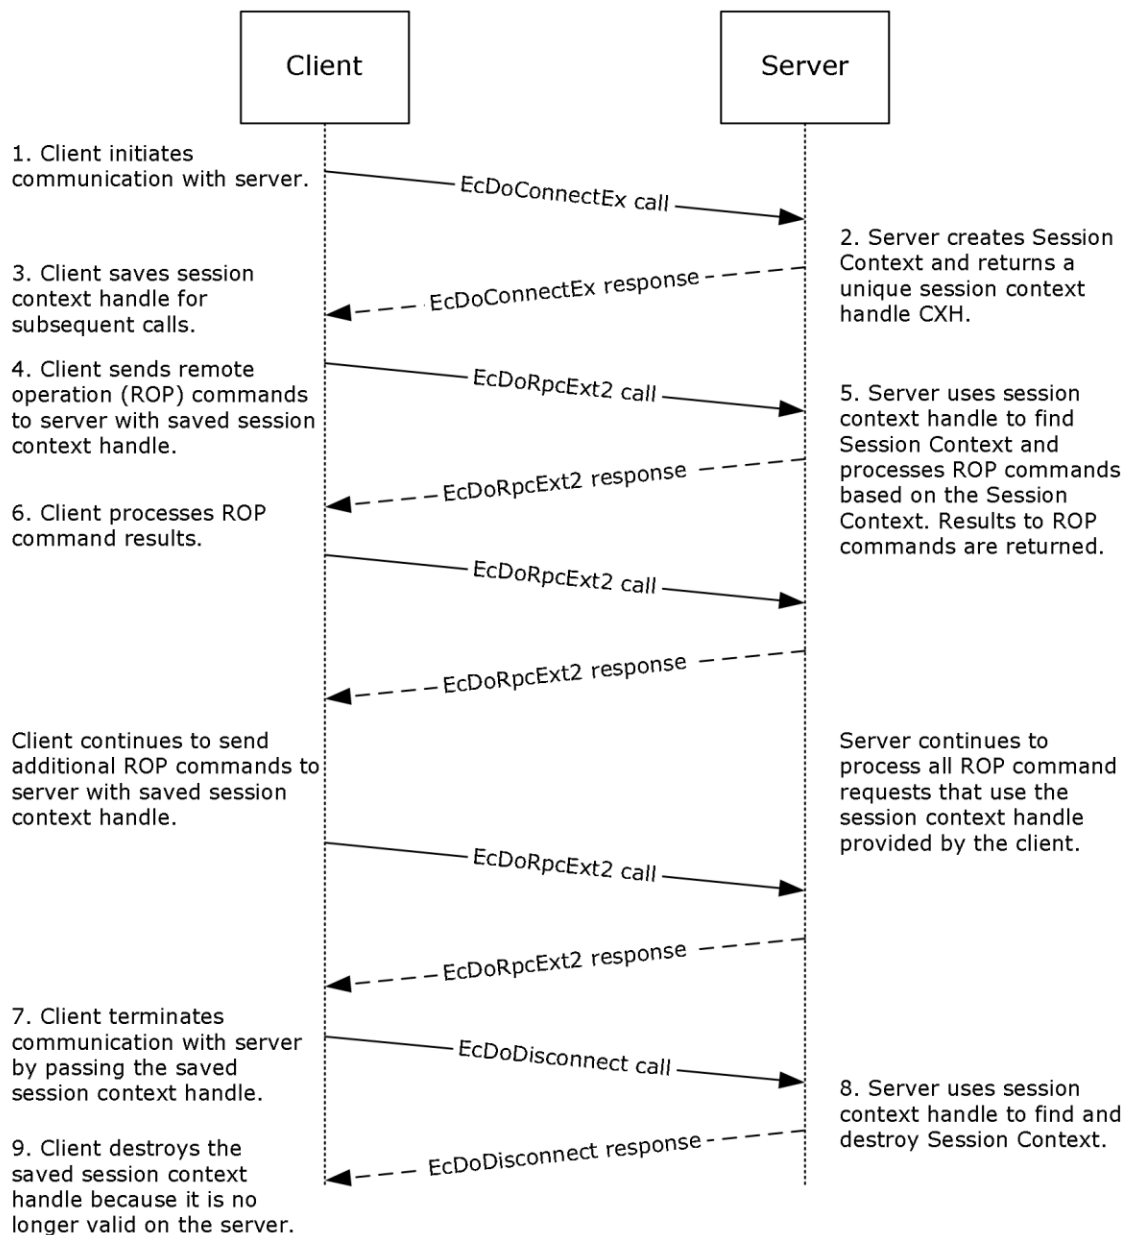 Client
Server
1. Client initiates
communication with server.
EcDoConnectEx call
2. Server creates Session
Context and returns a
unique session context
handle CXH.
EcDoConnectEx response
3. Client saves session
context handle for
subsequent calls.
4. Client sends remote
operation (ROP) commands
to server with saved session
context handle.
EcDoRpcExt2 call
5. Server uses session
context handle to find
Session Context and
processes ROP commands
based on the Session
Context. Results to ROP
commands are returned.
EcDoRpcExt2 response
6. Client processes ROP
command results.
EcDoRpcExt2 call
EcDoRpcExt2 response
Client continues to send
additional ROP commands to
server with saved session
context handle.
Server continues to
process all ROP command
requests that use the
session context handle
provided by the client.
EcDoRpcExt2 call
EcDoRpcExt2 response
7. Client terminates
communication with server
by passing the saved
session context handle.
EcDoDisconnect call
8. Server uses session
context handle to find and
destroy Session Context.
EcDoDisconnect response
9. Client destroys the
saved session context
handle because it is no
longer valid on the server.